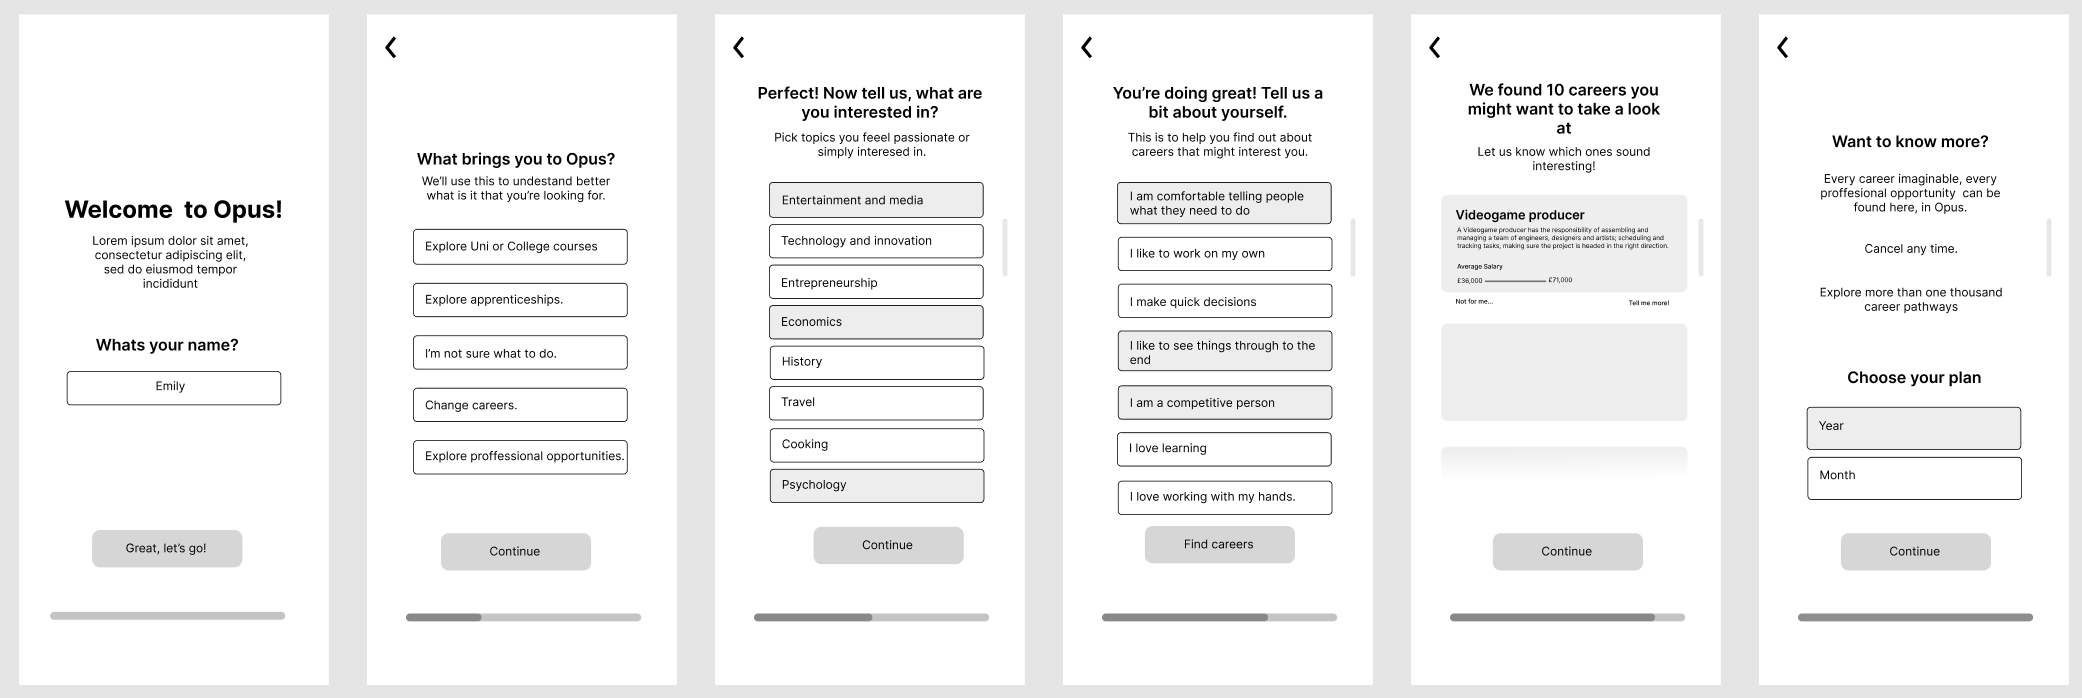 Welcome  to Opus!
Lorem ipsum dolor sit amet,
consectetur adipiscing elit,
sed do eiusmod tempor
incididunt
Whats your name?
Emily
Great, let's go!
What brings you to Opus?
We'll use this to undestand better
what is it that you're looking for.
Explore Uni or College courses
Explore apprenticeships.
I'm not sure what to do.
Change careers.
Explore proffessional opportunities.
Continue
Perfect! Now tell us, what are
you interested in?
Pick topics you feeel passionate or
simply interesed in.
Entertainment and media
Technology and innovation
Entrepreneurship
Economics
History
Travel
Cooking
Psychology
Continue
You're doing great! Tell us a
bit about yourself.
This is to help you find out about
careers that might interest you.
I am comfortable telling people
what they need to do
I like to work on my own
I make quick decisions
I like to see things through to the
end
I am a competitive person
I love learning
I love working with my hands.
Find careers
We found 10 careers you
might want to take a look
at
Let us know which ones sound
interesting!
Videogame producer
A Videogame producer has the responsibility of assembling and
managing a team of engineers, designers and artists; scheduling and
tracking tasks, making sure the project is headed in the right direction.
Average Salary
£36,000 £71,000
Not for me... Tell me more!
Continue
Want to know more?
Every career imaginable, every
proffesional opportunity  can be
found here, in Opus.
Cancel any time.
Explore more than one thousand
career pathways
Choose your plan
Year
Month
Continue